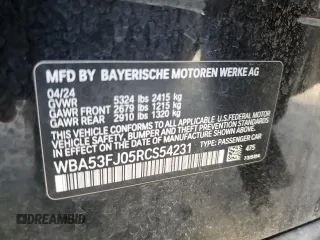 MFD BY BAYERISCHE MOTOREN WERKE AG
04/24
GVWR 5324 lbs 2415 kg
GAWR FRONT 2679 lbs 1215 kg
GAWR REAR 2910 lbs 1320 kg
THIS VEHICLE CONFORMS TO ALL APPLICABLE
U.S. FEDERAL MOTOR VEHICLE SAFETY, BUMPER,
AND THEFT PREVENTION STANDARDS IN EFFECT
ON THE DATE OF MANUFACTURE SHOWN ABOVE.
WBA53FJ05RCS54231
TYPE: PASSENGER CAR
475
DREAMBID